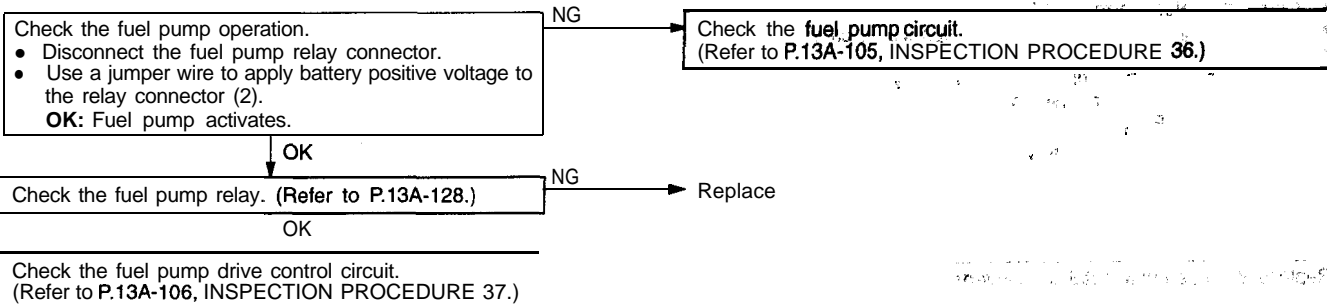 Check the fuel pump operation.
● Disconnect the fuel pump relay connector.
● Use a jumper wire to apply battery positive voltage to
the relay connector (2).
OK: Fuel pump activates.
NG
Check the fuel pump circuit.
(Refer to P.13A-105, INSPECTION PROCEDURE 36.)
OK
Check the fuel pump relay. (Refer to P.13A-128.)
NG
Replace
OK
Check the fuel pump drive control circuit.
(Refer to P.13A-106, INSPECTION PROCEDURE 37.)